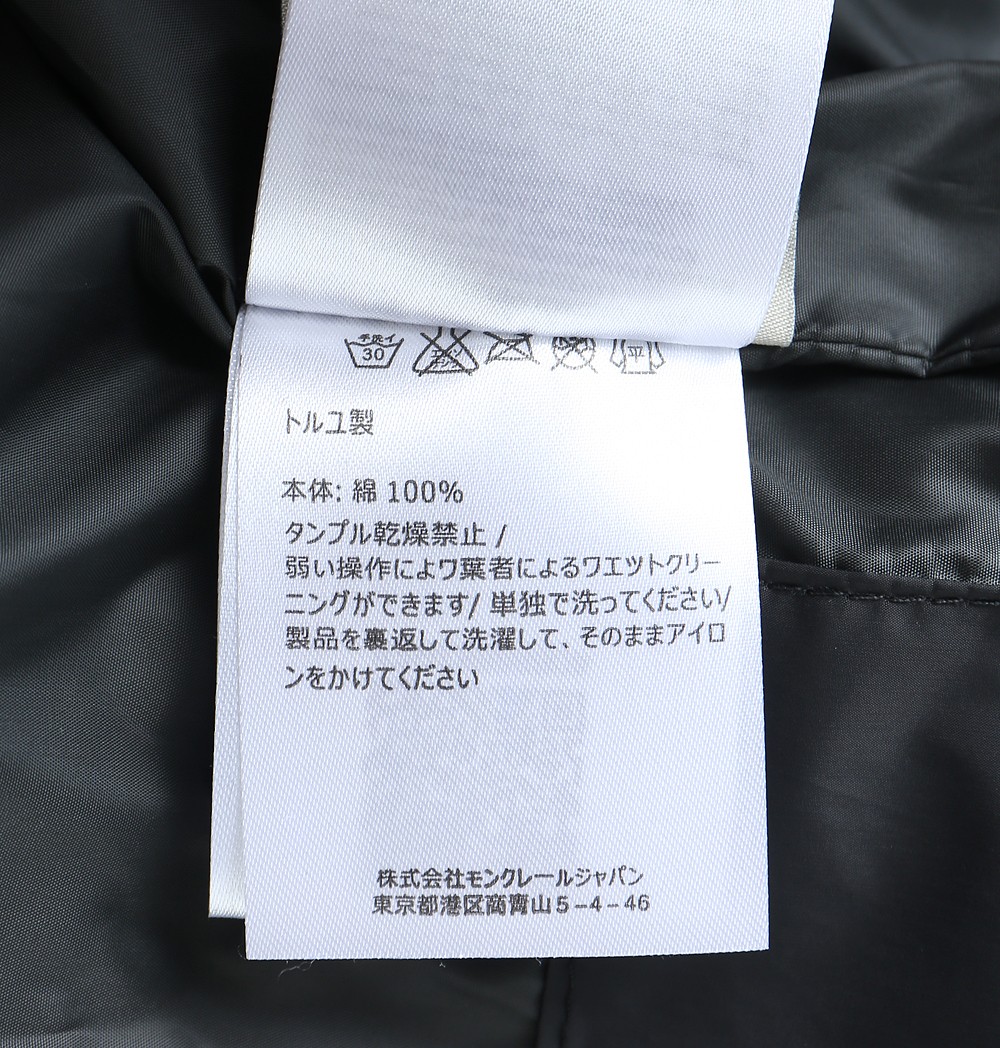 手洗イ
30
平
トルユ製
本体: 綿 100%
タンプル乾燥禁止 /
弱い操作によワ葉者によるワエツトクリー
ニングができます/ 単独で洗ってください/
製品を裏返して洗濯して、そのままアイロ
ンをかけてください
株式会社モンクレールジャパン
東京都港区商青山5-4-46